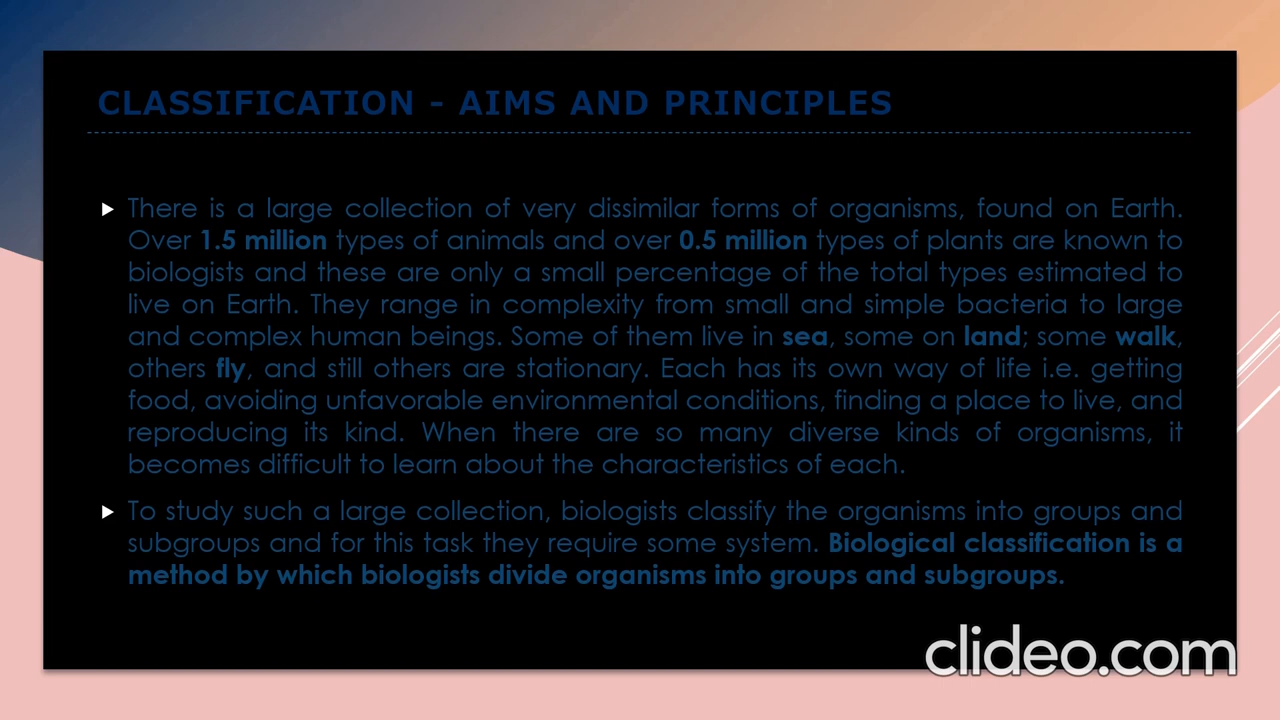 CLASSIFICATION - AIMS AND PRINCIPLES
There is a large collection of very dissimilar forms of organisms, found on Earth.
Over 1.5 million types of animals and over 0.5 million types of plants are known to
biologists and these are only a small percentage of the total types estimated to
live on Earth. They range in complexity from small and simple bacteria to large
and complex human beings. Some of them live in sea, some on land; some walk,
others fly, and still others are stationary. Each has its own way of life i.e. getting
food, avoiding unfavorable environmental conditions, finding a place to live, and
reproducing its kind. When there are so many diverse kinds of organisms, it
becomes difficult to learn about the characteristics of each.
To study such a large collection, biologists classify the organisms into groups and
subgroups and for this task they require some system. Biological classification is a
method by which biologists divide organisms into groups and subgroups.
clideo.com